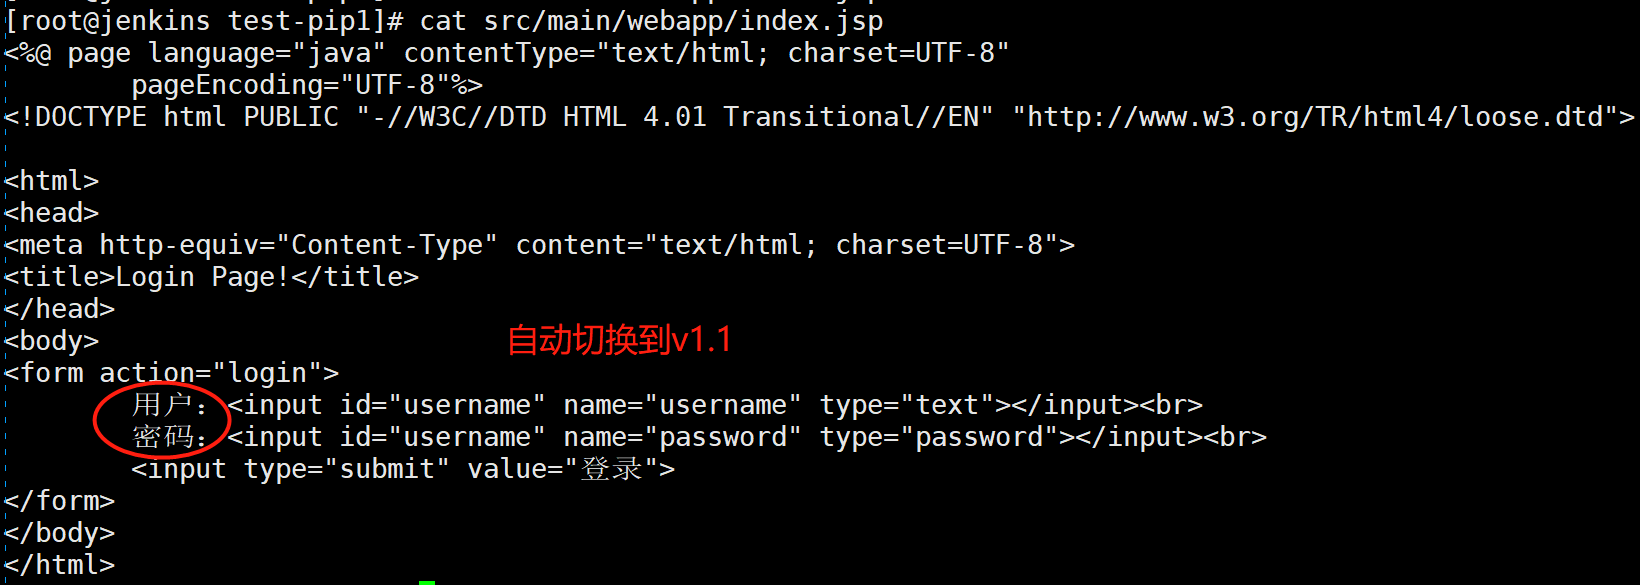 [root@jenkins test-pip1]# cat src/main/webapp/index.jsp
<%@ page language="java" contentType="text/html; charset=UTF-8"
        pageEncoding="UTF-8"%>
<!DOCTYPE html PUBLIC "-//W3C//DTD HTML 4.01 Transitional//EN" "http://www.w3.org/TR/html4/loose.dtd">
<html>
<head>
<meta http-equiv="Content-Type" content="text/html; charset=UTF-8">
<title>Login Page!</title>
</head>
<body>
自动切换到v1.1
<form action="login">
        用户：<input id="username" name="username" type="text"></input><br>
        密码：<input id="username" name="password" type="password"></input><br>
        <input type="submit" value="登录">
</form>
</body>
</html>